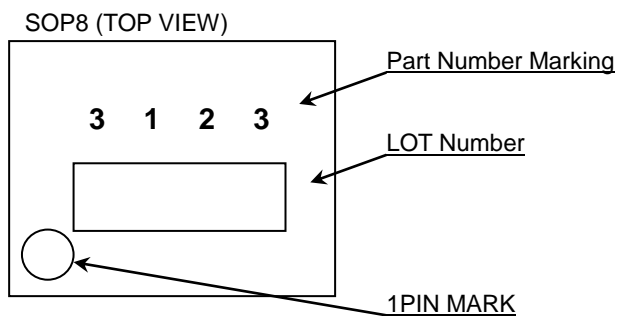 SOP8 (TOP VIEW)
Part Number Marking
3 1 2 3
LOT Number
1PIN MARK